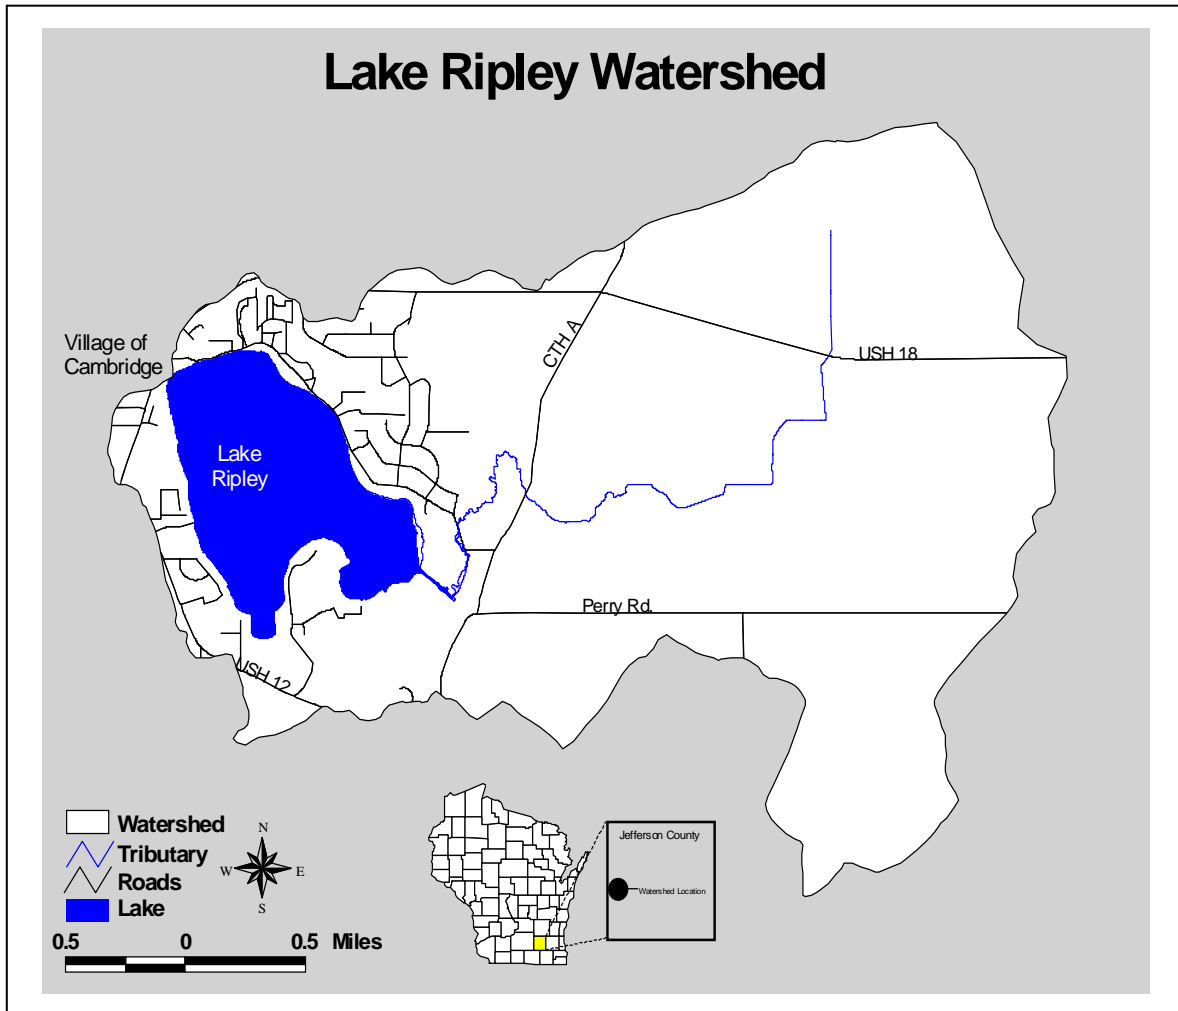 Lake Ripley Watershed
Village of
Cambridge
CTH A
USH 18
Lake
Ripley
Perry Rd.
USH 12
Watershed
Tributary
Roads
Lake
N
W
E
S
0.5
0
0.5
Miles
Jefferson County
Watershed Location